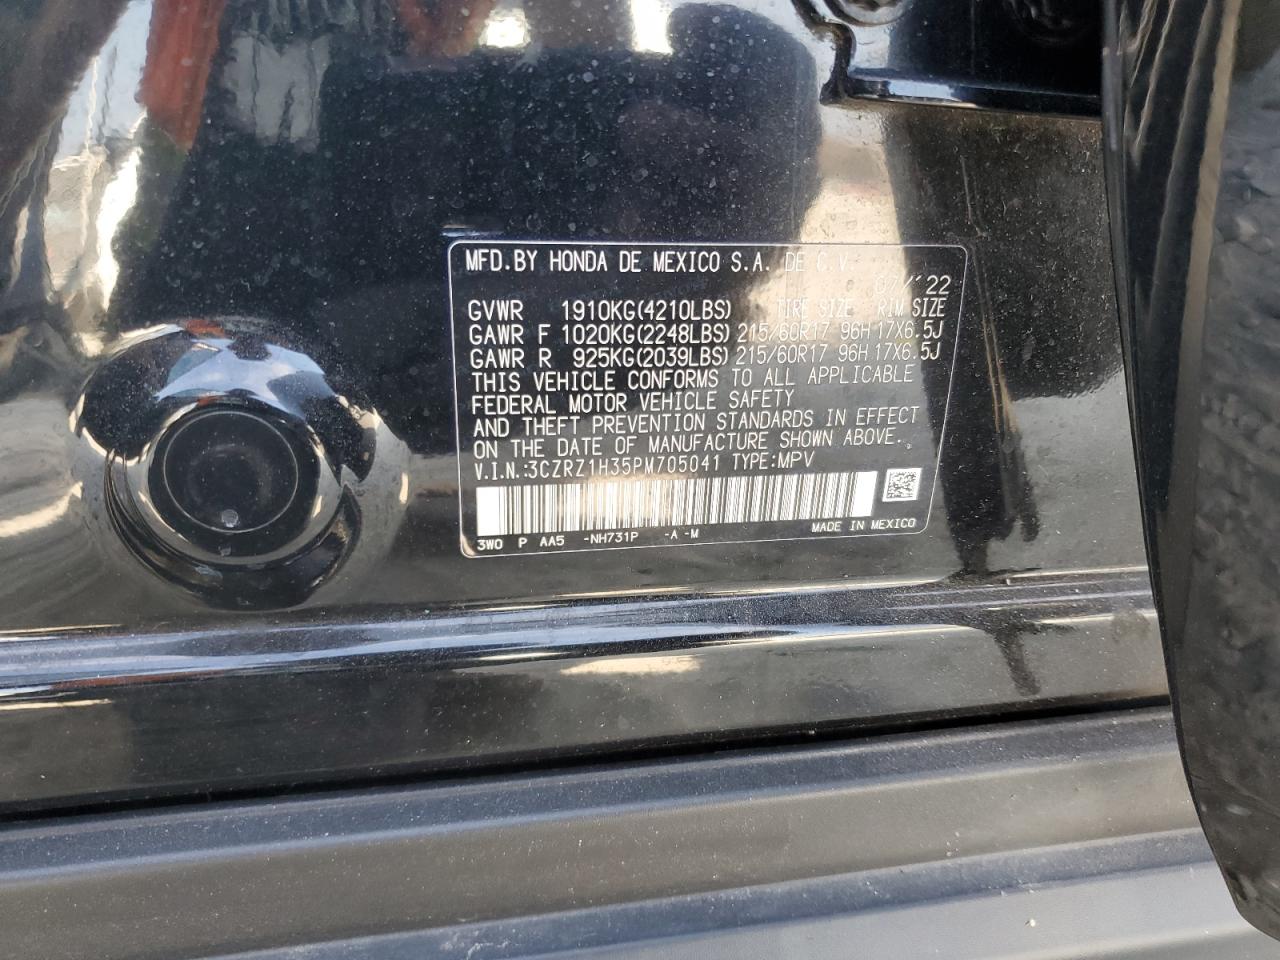 MFD.BY HONDA DE MEXICO S.A. DE C.V.
07/'22
GVWR 1910KG(4210LBS) TIRE SIZE RIM SIZE
GAWR F 1020KG(2248LBS) 215/60R17 96H 17X6.5J
GAWR R 925KG(2039LBS) 215/60R17 96H 17X6.5J
THIS VEHICLE CONFORMS TO ALL APPLICABLE
FEDERAL MOTOR VEHICLE SAFETY
AND THEFT PREVENTION STANDARDS IN EFFECT
ON THE DATE OF MANUFACTURE SHOWN ABOVE.
V.I.N.:3CZRZ1H35PM705041 TYPE:MPV
MADE IN MEXICO
3W0 P AA5 -NH731P -A -M